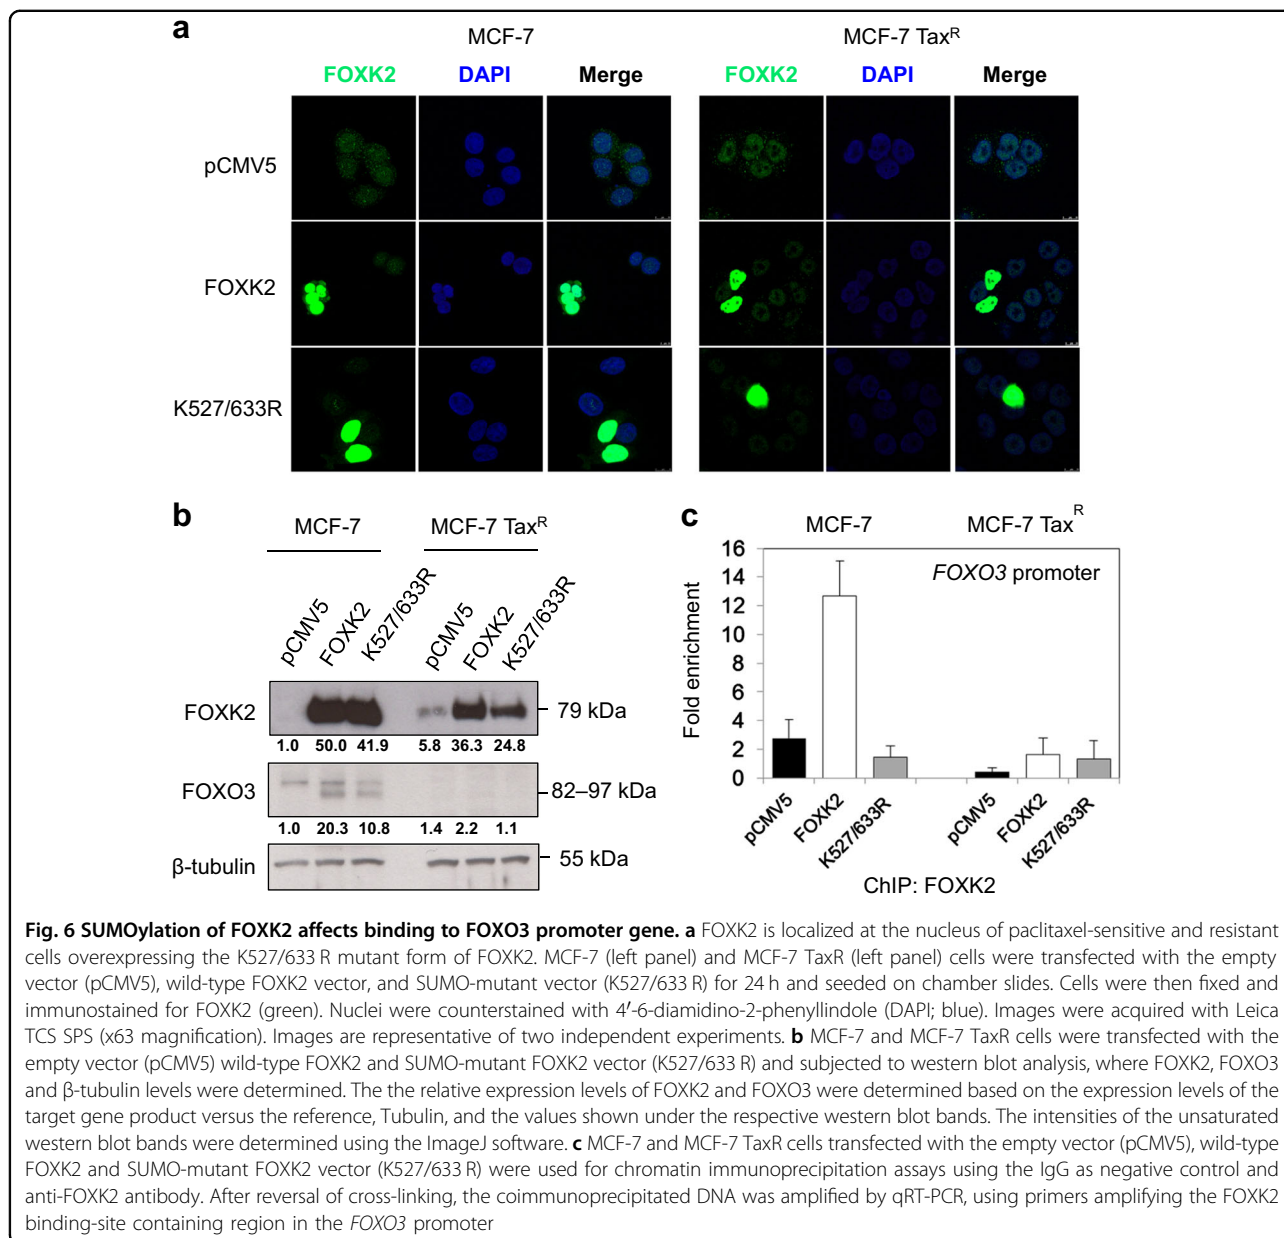 a
MCF-7
MCF-7 TaxR
FOXK2 DAPI Merge
FOXK2 DAPI Merge
pCMV5
FOXK2
K527/633R
b
MCF-7
MCF-7 TaxR
pCMV5
FOXK2
K527/633R
pCMV5
FOXK2
K527/633R
FOXK2
79 kDa
1.0 50.0 41.9 5.8 36.3 24.8
FOXO3
82–97 kDa
1.0 20.3 10.8 1.4 2.2 1.1
β-tubulin
55 kDa
c
MCF-7
MCF-7 TaxR
FOXO3 promoter
Fold enrichment
16
14
12
10
8
6
4
2
0
pCMV5
FOXK2
K527/633R
pCMV5
FOXK2
K527/633R
ChIP: FOXK2
Fig. 6 SUMOylation of FOXK2 affects binding to FOXO3 promoter gene. a FOXK2 is localized at the nucleus of paclitaxel-sensitive and resistant
cells overexpressing the K527/633 R mutant form of FOXK2. MCF-7 (left panel) and MCF-7 TaxR (left panel) cells were transfected with the empty
vector (pCMV5), wild-type FOXK2 vector, and SUMO-mutant vector (K527/633 R) for 24 h and seeded on chamber slides. Cells were then fixed and
immunostained for FOXK2 (green). Nuclei were counterstained with 4′-6-diamidino-2-phenyllindole (DAPI; blue). Images were acquired with Leica
TCS SPS (x63 magnification). Images are representative of two independent experiments. b MCF-7 and MCF-7 TaxR cells were transfected with the
empty vector (pCMV5) wild-type FOXK2 and SUMO-mutant FOXK2 vector (K527/633 R) and subjected to western blot analysis, where FOXK2, FOXO3
and β-tubulin levels were determined. The the relative expression levels of FOXK2 and FOXO3 were determined based on the expression levels of the
target gene product versus the reference, Tubulin, and the values shown under the respective western blot bands. The intensities of the unsaturated
western blot bands were determined using the ImageJ software. c MCF-7 and MCF-7 TaxR cells transfected with the empty vector (pCMV5), wild-type
FOXK2 and SUMO-mutant FOXK2 vector (K527/633 R) were used for chromatin immunoprecipitation assays using the IgG as negative control and
anti-FOXK2 antibody. After reversal of cross-linking, the coimmunoprecipitated DNA was amplified by qRT-PCR, using primers amplifying the FOXK2
binding-site containing region in the FOXO3 promoter